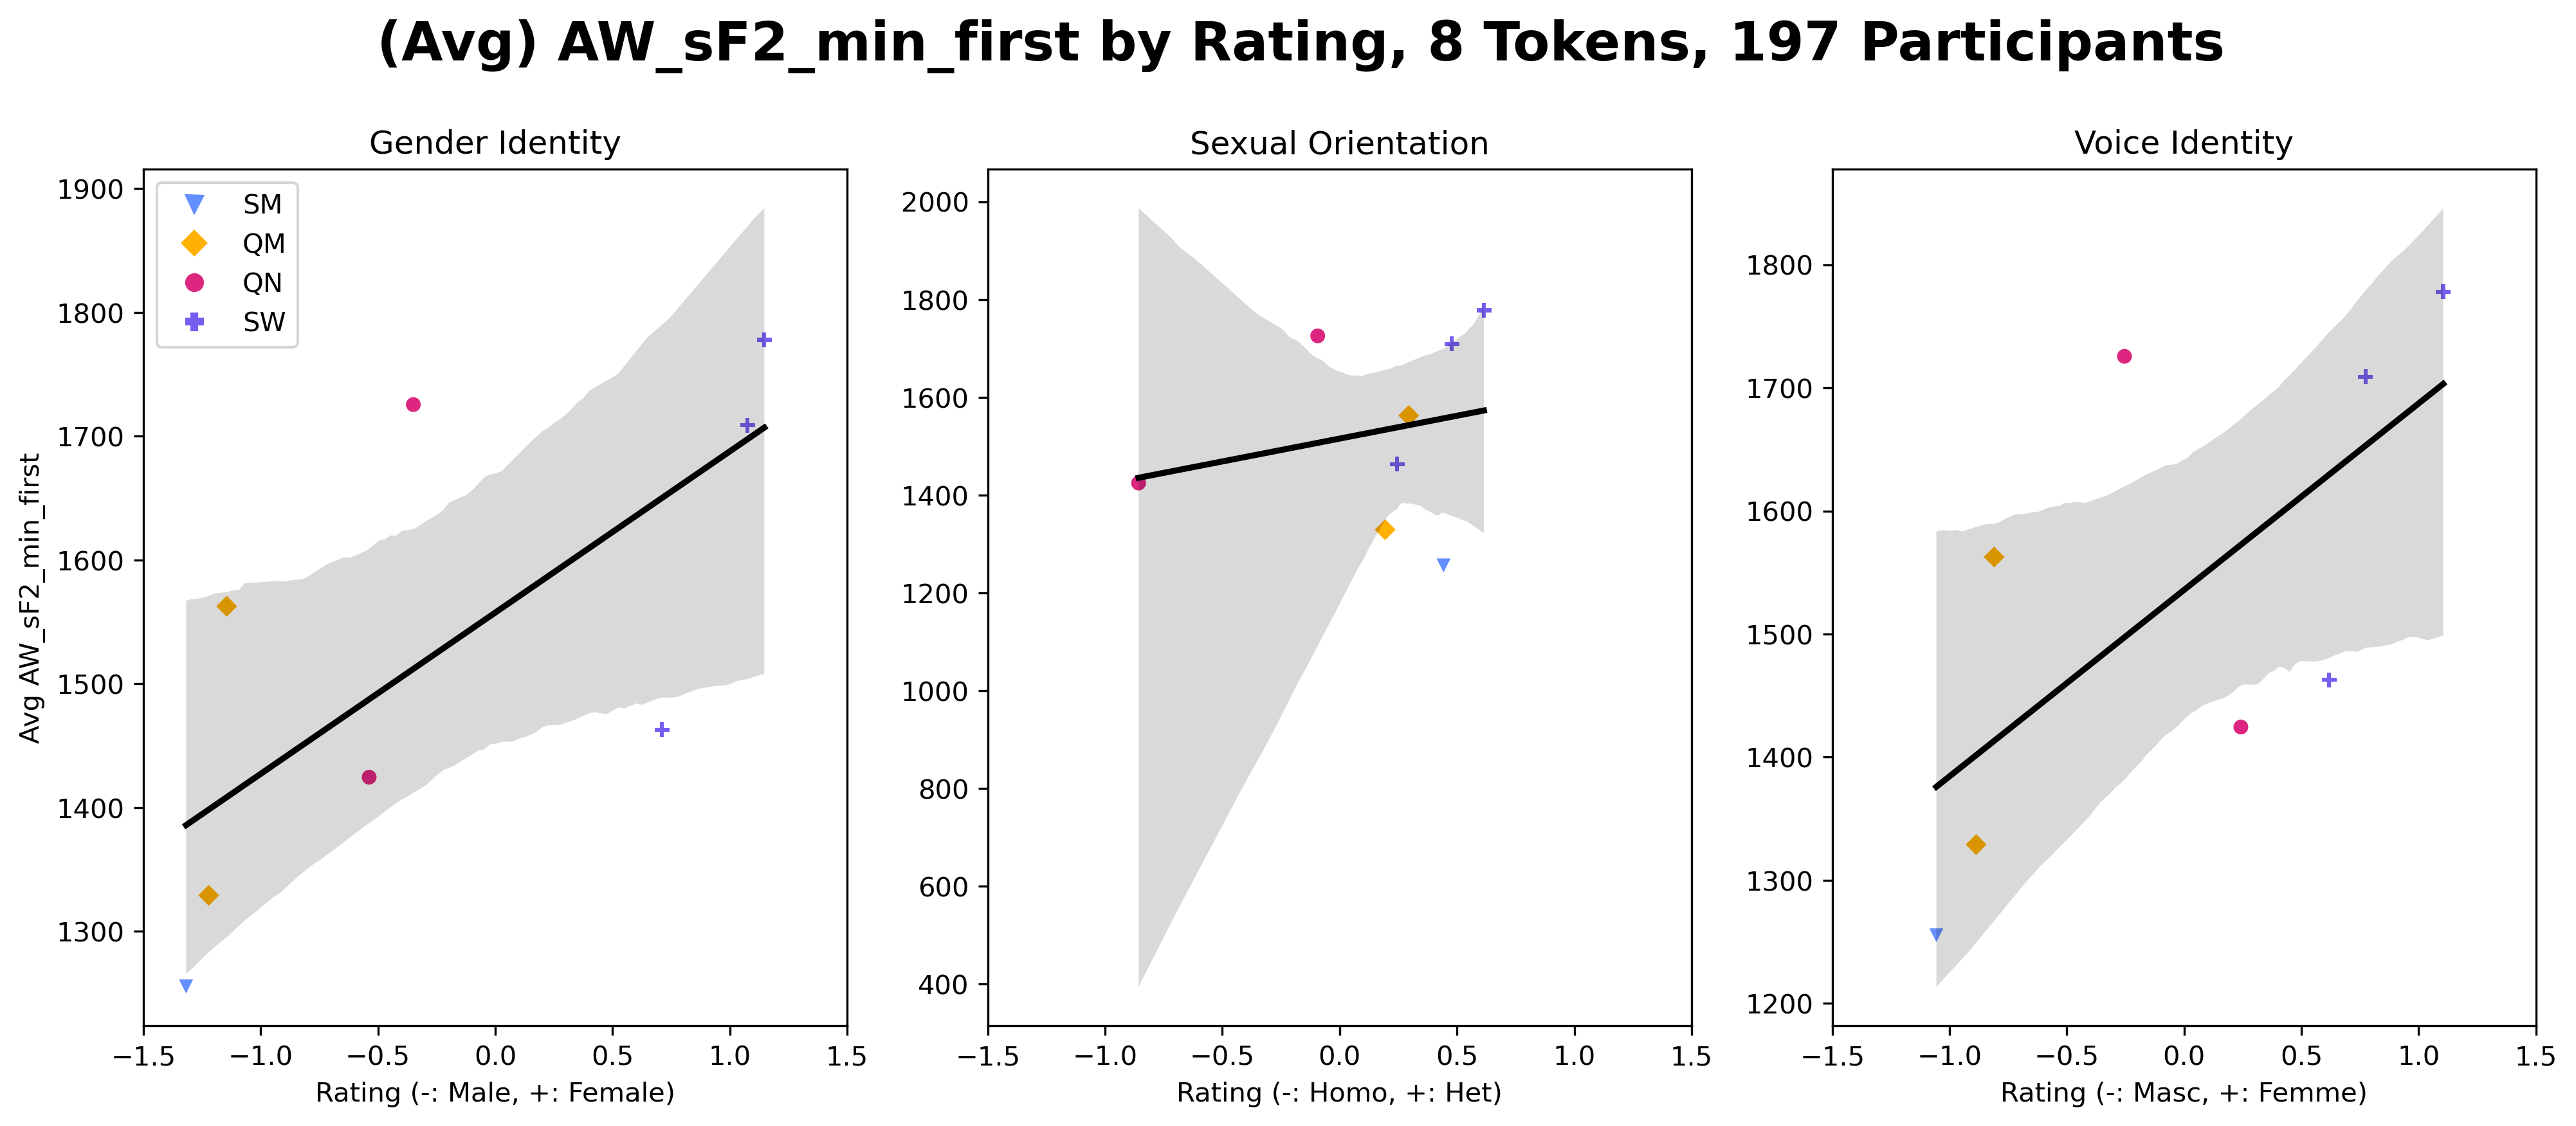 (Avg) AW_sF2_min_first by Rating, 8 Tokens, 197 Participants
Gender Identity
Sexual Orientation
Voice Identity
SM
QM
QN
SW
Avg AW_sF2_min_first
1900
1800
1700
1600
1500
1400
1300
−1.5 −1.0 −0.5 0.0 0.5 1.0 1.5
Rating (-: Male, +: Female)
2000
1800
1600
1400
1200
1000
800
600
400
−1.5 −1.0 −0.5 0.0 0.5 1.0 1.5
Rating (-: Homo, +: Het)
1800
1700
1600
1500
1400
1300
1200
−1.5 −1.0 −0.5 0.0 0.5 1.0 1.5
Rating (-: Masc, +: Femme)